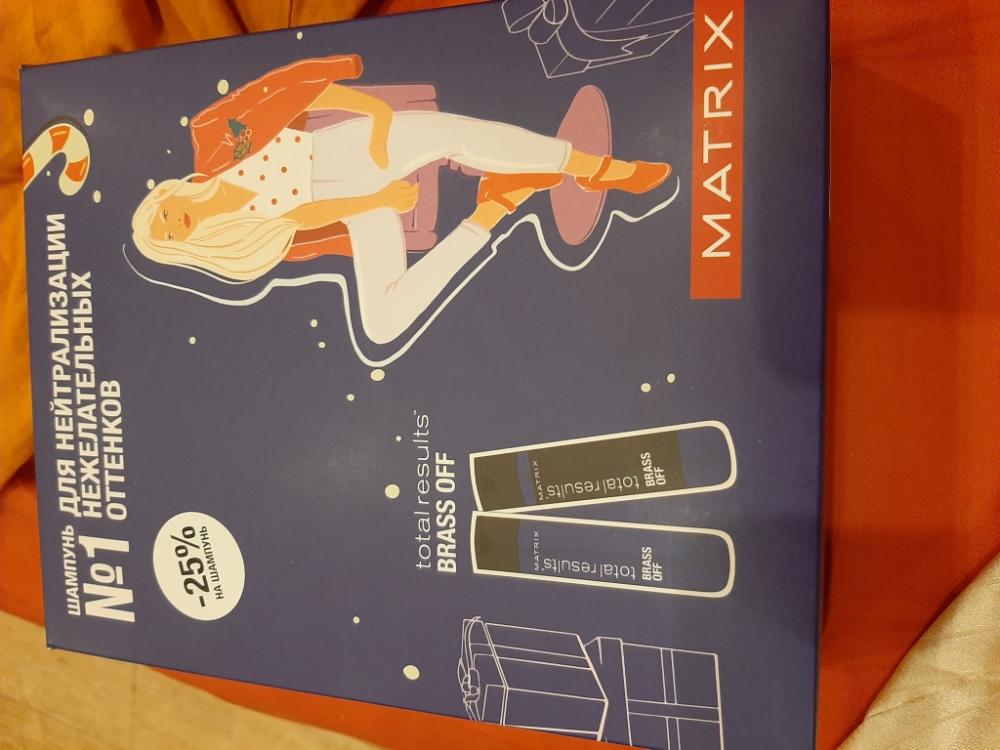 ШАМПУНЬ
№1
ДЛЯ НЕЙТРАЛИЗАЦИИ
НЕЖЕЛАТЕЛЬНЫХ
ОТТЕНКОВ
-25%
НА ШАМПУНЬ
total results™
BRASS OFF
MATRIX
total results
BRASS
OFF
MATRIX
total results
BRASS
OFF
MATRIX